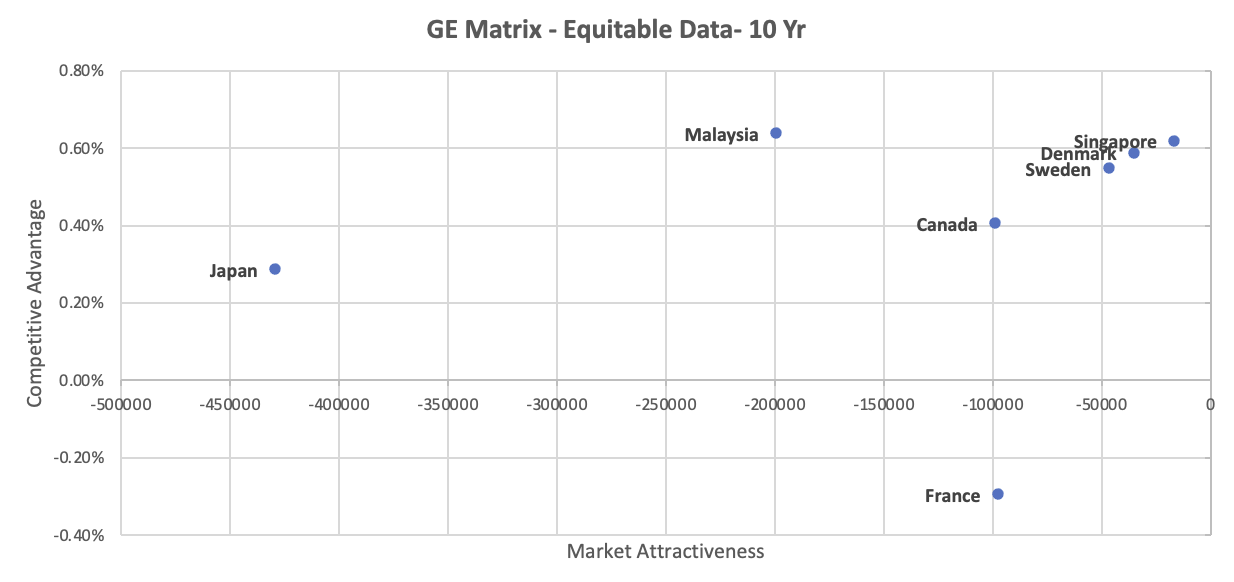 GE Matrix - Equitable Data- 10 Yr
0.80%
Malaysia
Singapore
0.60%
Denmark
Sweden
Canada
0.40%
Japan
0.20%
Competitive Advantage
0.00%
-500000 -450000 -400000 -350000 -300000 -250000 -200000 -150000 -100000 -50000 0
-0.20%
France
-0.40%
Market Attractiveness